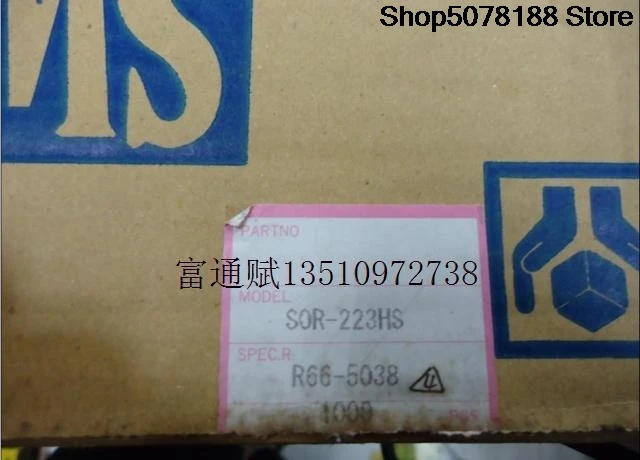 Shop5078188 Store
MS
PARTNO
富通赋13510972738
MODEL
SOR-223HS
SPEC.R
R66-5038
1000